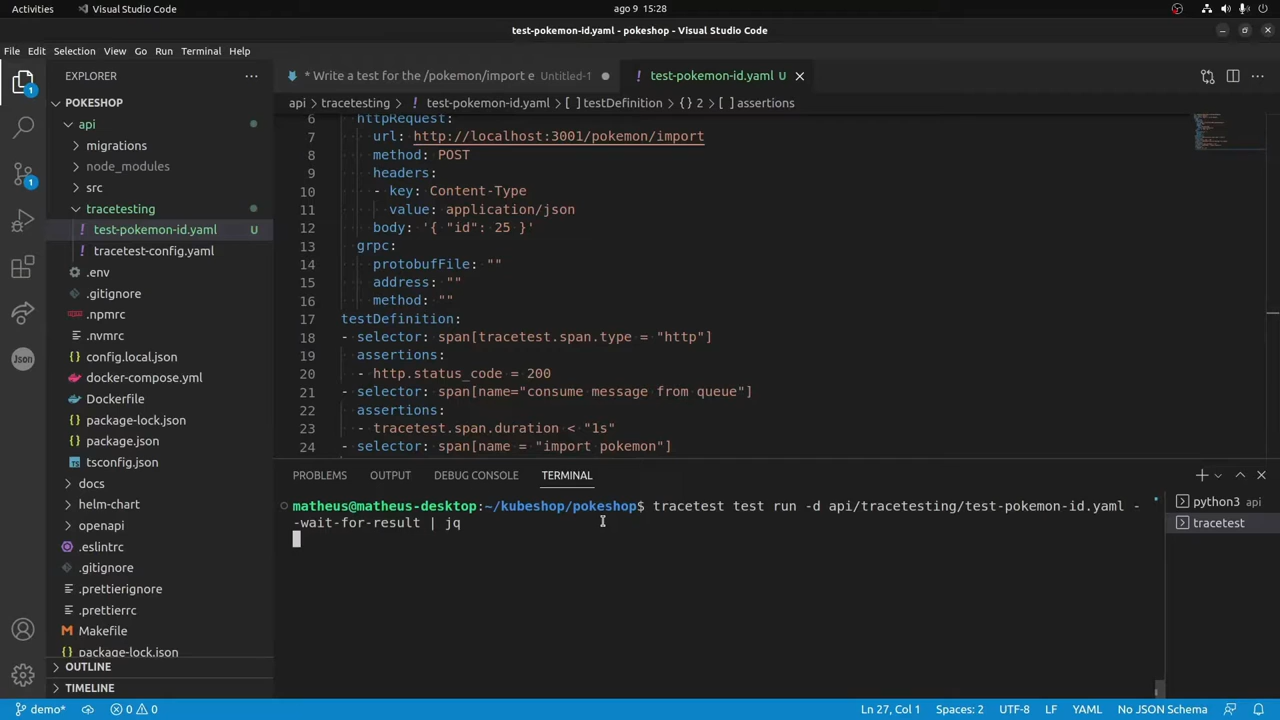 Activities
Visual Studio Code
ago 9 15:28
test-pokemon-id.yaml - pokeshop - Visual Studio Code
File Edit Selection View Go Run Terminal Help
EXPLORER
POKESHOP
api
migrations
node_modules
src
tracetesting
test-pokemon-id.yaml U
tracetest-config.yaml
.env
.gitignore
.npmrc
.nvmrc
config.local.json
docker-compose.yml
Dockerfile
package-lock.json
package.json
tsconfig.json
docs
helm-chart
openapi
.eslintrc
.gitignore
.prettierignore
.prettierrc
Makefile
package-lock.json
OUTLINE
TIMELINE
1
1
Json
* Write a test for the /pokemon/import e Untitled-1
test-pokemon-id.yaml U
api > tracetesting > ! test-pokemon-id.yaml > [ ] testDefinition > {} 2 > [ ] assertions
6 httpRequest:
7 url: http://localhost:3001/pokemon/import
8 method: POST
9 headers:
10 - key: Content-Type
11 value: application/json
12 body: '{ "id": 25 }'
13 grpc:
14 protobufFile: ""
15 address: ""
16 method: ""
17 testDefinition:
18 - selector: span[tracetest.span.type = "http"]
19 assertions:
20 - http.status_code = 200
21 - selector: span[name="consume message from queue"]
22 assertions:
23 - tracetest.span.duration < "1s"
24 - selector: span[name = "import pokemon"]
PROBLEMS OUTPUT DEBUG CONSOLE TERMINAL
matheus@matheus-desktop:~/kubeshop/pokeshop$ tracetest test run -d api/tracetesting/test-pokemon-id.yaml -
-wait-for-result | jq
python3 api
tracetest
demo* 0 0
Ln 27, Col 1 Spaces: 2 UTF-8 LF YAML No JSON Schema